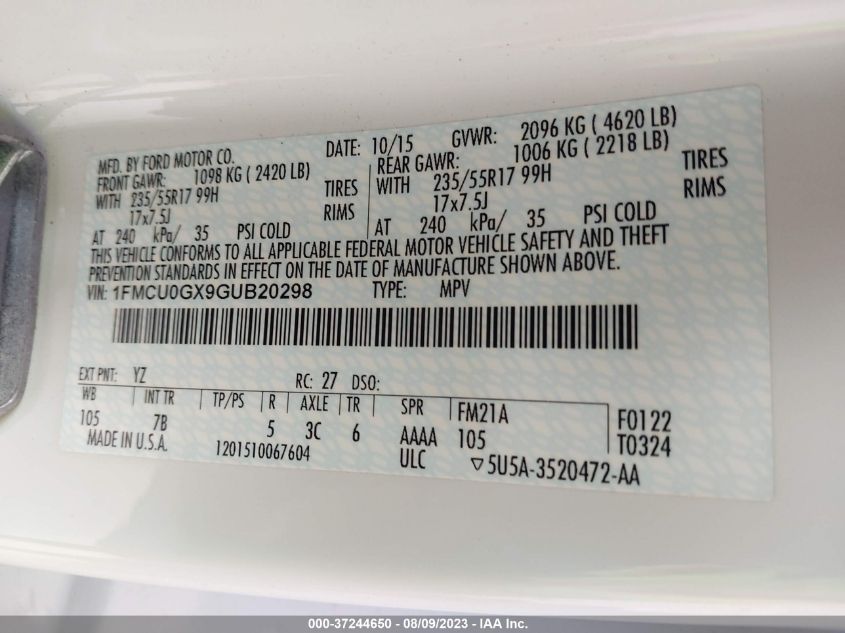 MFD. BY FORD MOTOR CO.
DATE: 10/15 GVWR: 2096 KG ( 4620 LB)
FRONT GAWR: 1098 KG ( 2420 LB)
REAR GAWR: 1006 KG ( 2218 LB)
WITH 235/55R17 99H TIRES
WITH 235/55R17 99H TIRES
17x7.5J RIMS
17x7.5J RIMS
AT 240 kPa/ 35 PSI COLD
AT 240 kPa/ 35 PSI COLD
THIS VEHICLE CONFORMS TO ALL APPLICABLE FEDERAL MOTOR VEHICLE SAFETY AND THEFT
PREVENTION STANDARDS IN EFFECT ON THE DATE OF MANUFACTURE SHOWN ABOVE.
VIN: 1FMCU0GX9GUB20298 TYPE: MPV
EXT PNT: YZ RC: 27 DSO:
WB INT TR TP/PS R AXLE TR SPR FM21A F0122
105 7B 5 3C 6 AAAA 105 T0324
MADE IN U.S.A. 1201510067604 ULC ▽5U5A-3520472-AA
000-37244650 - 08/09/2023 - IAA Inc.